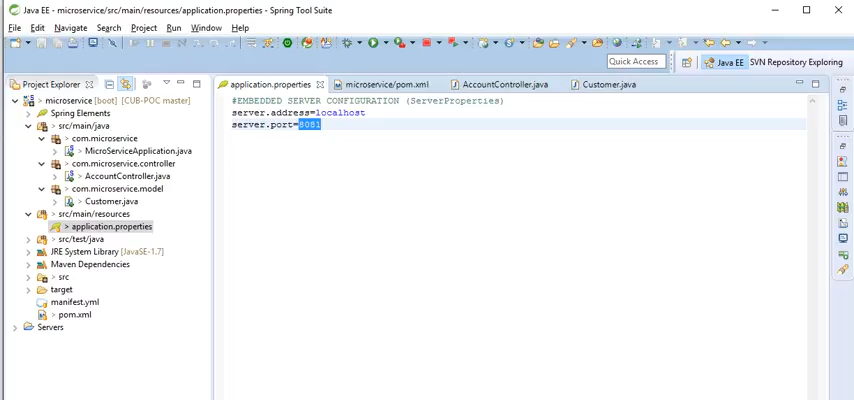 Java EE - microservice/src/main/resources/application.properties - Spring Tool Suite
File Edit Navigate Search Project Run Window Help
Quick Access
Java EE
SVN Repository Exploring
Project Explorer
application.properties
microservice/pom.xml
AccountController.java
Customer.java
> microservice [boot] [CUB-POC master]
Spring Elements
> src/main/java
> com.microservice
> MicroServiceApplication.java
> com.microservice.controller
> AccountController.java
> com.microservice.model
> Customer.java
> src/main/resources
> application.properties
> src/test/java
JRE System Library [JavaSE-1.7]
Maven Dependencies
> src
target
manifest.yml
> pom.xml
Servers
#EMBEDDED SERVER CONFIGURATION (ServerProperties)
server.address=localhost
server.port=8081